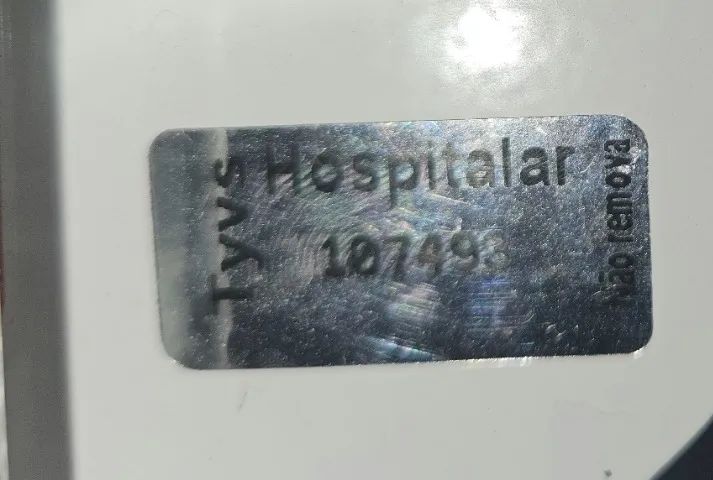 Tyvs
Hospitalar
107493
Não remova